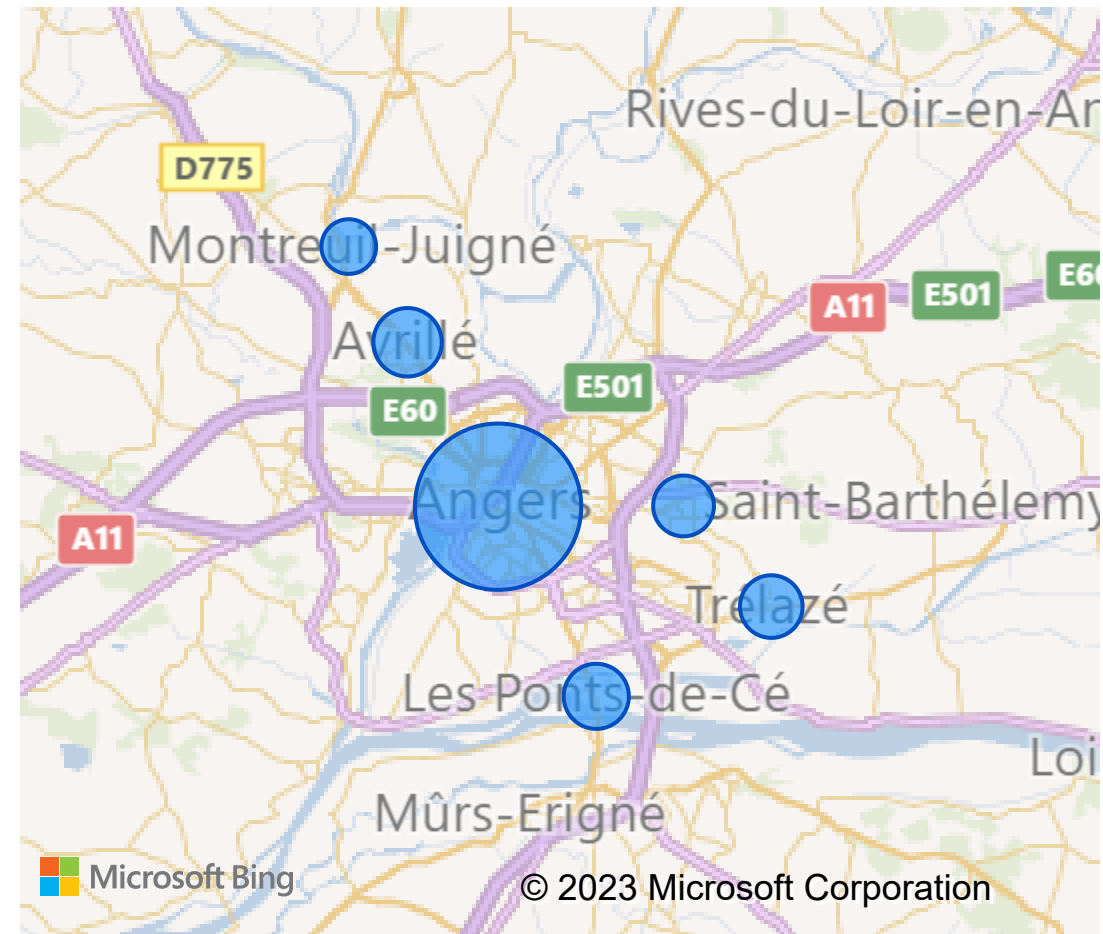 Rives-du-Loir-en-An
D775
Montreuil-Juigné
E60
E501
A11
Avrillé
E501
E60
Angers
Saint-Barthélemy
A11
Trélazé
Les Ponts-de-Cé
Loi
Mûrs-Erigné
Microsoft Bing
© 2023 Microsoft Corporation